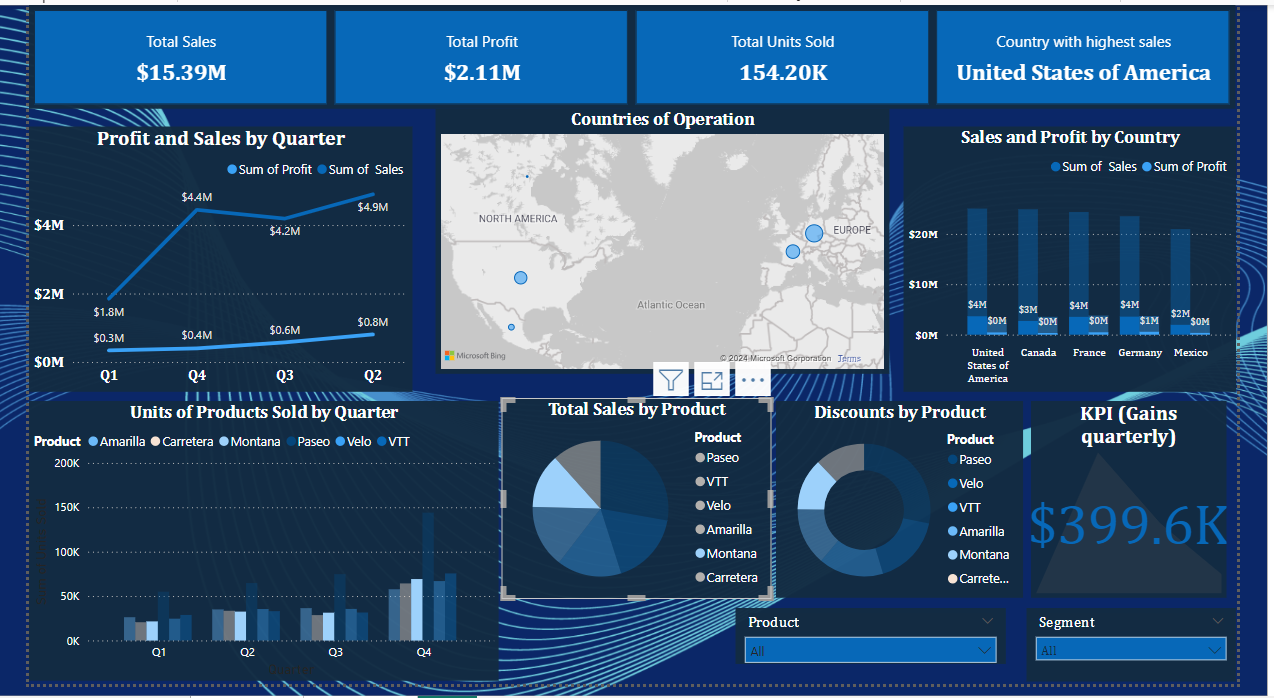 Total Sales
$15.39M
Total Profit
$2.11M
Total Units Sold
154.20K
Country with highest sales
United States of America
Profit and Sales by Quarter
Sum of Profit
Sum of Sales
$4M
$2M
$0M
$1.8M
$4.4M
$4.2M
$4.9M
$0.3M
$0.4M
$0.6M
$0.8M
Q1
Q4
Q3
Q2
Countries of Operation
NORTH AMERICA
EUROPE
Atlantic Ocean
Microsoft Bing
© 2024 Microsoft Corporation Terms
Sales and Profit by Country
Sum of Sales
Sum of Profit
$20M
$10M
$0M
$4M
$0M
$3M
$0M
$4M
$0M
$4M
$1M
$2M
$0M
United States of America
Canada
France
Germany
Mexico
Units of Products Sold by Quarter
Product Amarilla Carretera Montana Paseo Velo VTT
200K
150K
100K
50K
0K
Q1
Q2
Q3
Q4
Total Sales by Product
Product
Paseo
VTT
Velo
Amarilla
Montana
Carretera
Discounts by Product
Product
Paseo
Velo
VTT
Amarilla
Montana
Carrete...
KPI (Gains quarterly)
$399.6K
Product
All
Segment
All